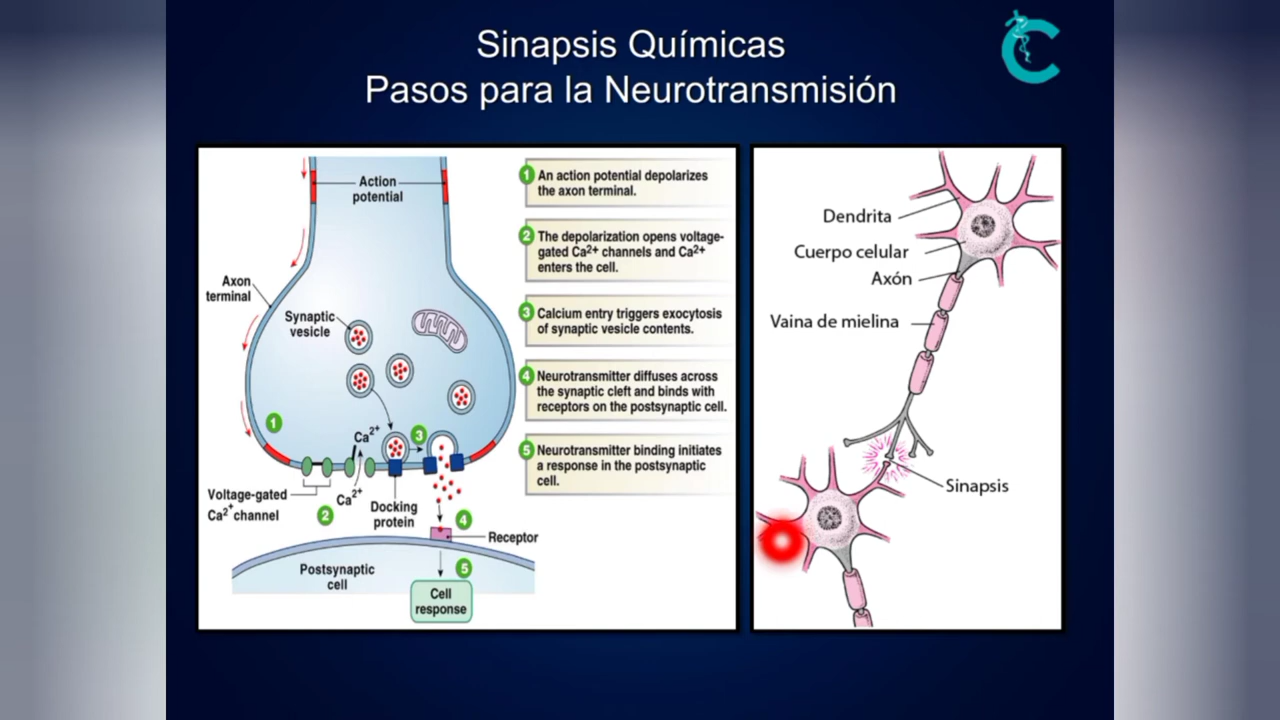 Sinapsis Químicas
Pasos para la Neurotransmisión
Action
potential
Axon
terminal
Synaptic
vesicle
1
Ca2+
3
Voltage-gated
Ca2+channel
Ca2+
2
Docking
protein
4
Receptor
Postsynaptic
cell
5
Cell
response
1 An action potential depolarizes
the axon terminal.
2 The depolarization opens voltage-
gated Ca2+ channels and Ca2+
enters the cell.
3 Calcium entry triggers exocytosis
of synaptic vesicle contents.
4 Neurotransmitter diffuses across
the synaptic cleft and binds with
receptors on the postsynaptic cell.
5 Neurotransmitter binding initiates
a response in the postsynaptic
cell.
Dendrita
Cuerpo celular
Axón
Vaina de mielina
Sinapsis